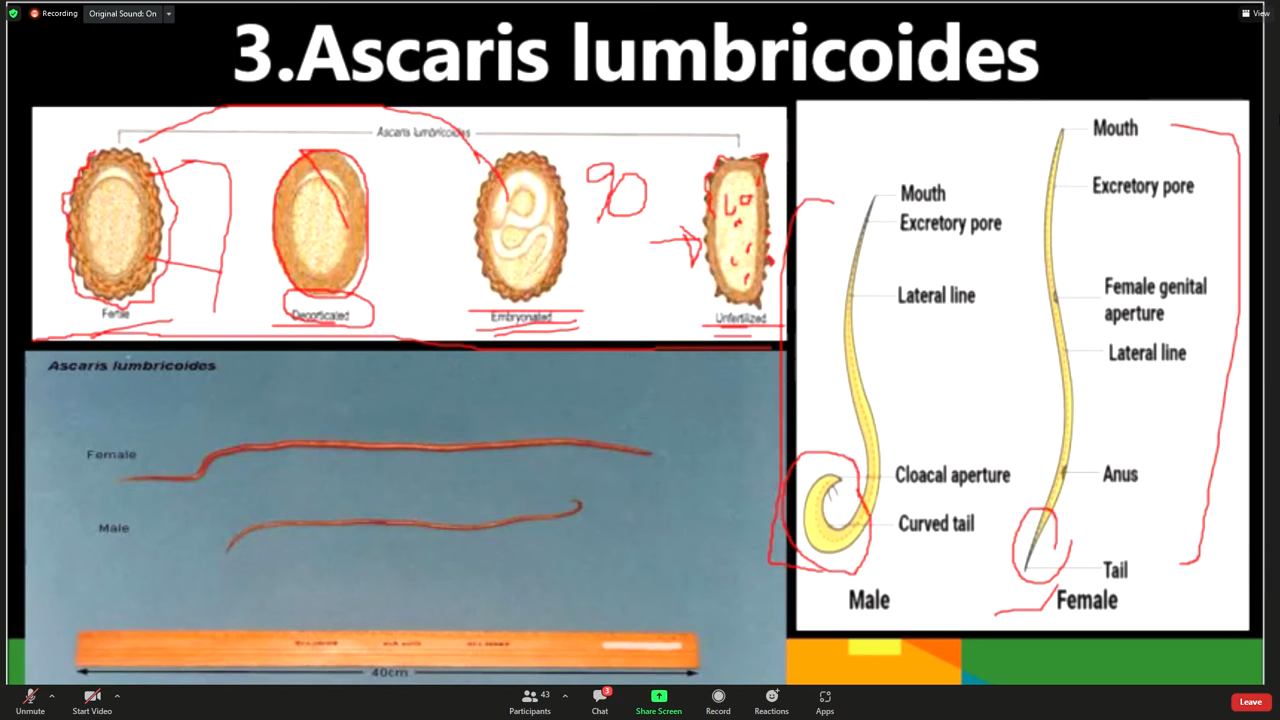 Recording
Original Sound: On
View
3.Ascaris lumbricoides
Ascaris lumbricoides
Fertile
Decorticated
Embryonated
Unfertilized
90
Mouth
Excretory pore
Lateral line
Cloacal aperture
Curved tail
Male
Mouth
Excretory pore
Female genital
aperture
Lateral line
Anus
Tail
Female
Ascaris lumbricoides
Female
Male
40cm
Unmute
Start Video
43
Participants
3
Chat
Share Screen
Record
Reactions
Apps
Leave